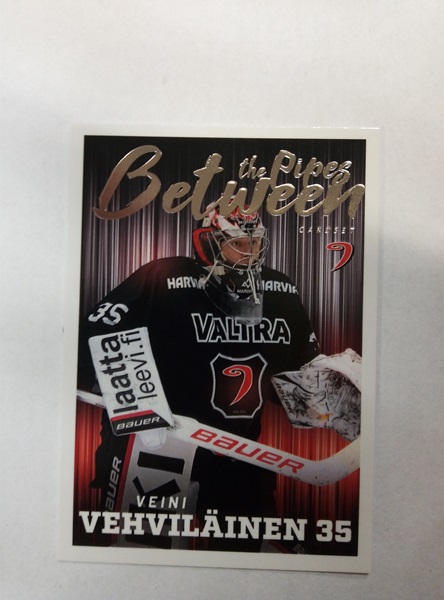 Between
the Pipes
CARDSET
HARVIA
HARVIA
35
VALTRA
laatta
leevi.fi
BAUER
BAUER
BAUER
VEINI
VEHVILÄINEN 35